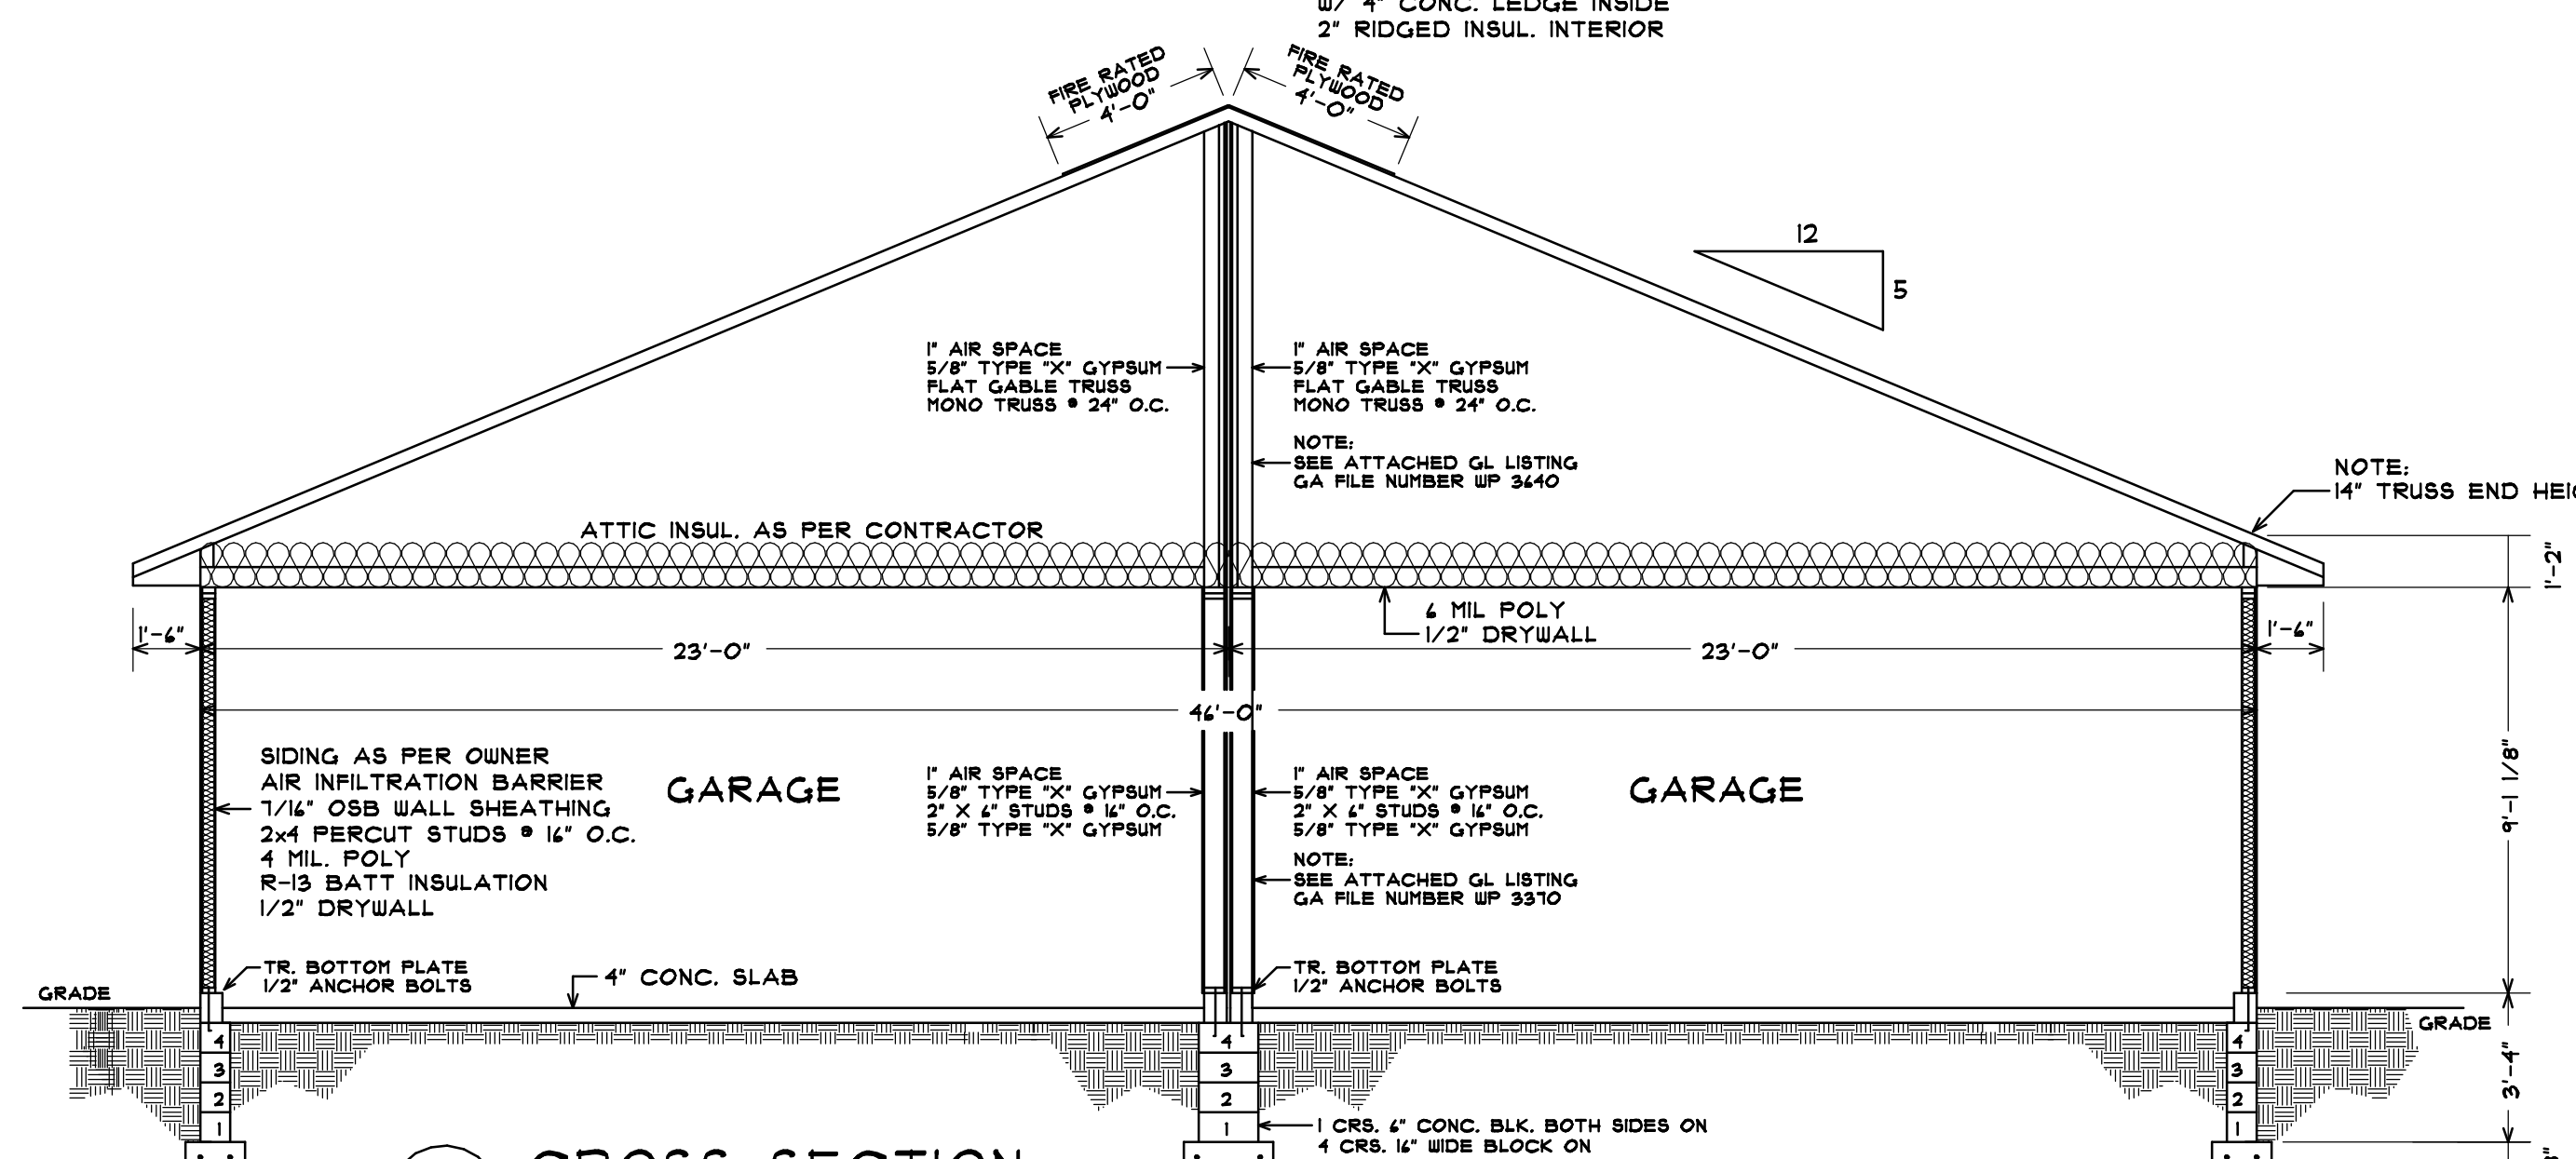 W/ 4" CONC. LEDGE INSIDE
2" RIDGED INSUL. INTERIOR
FIRE RATED
PLYWOOD
4'-0"
FIRE RATED
PLYWOOD
4'-0"
12
5
1" AIR SPACE
5/8" TYPE "X" GYPSUM
FLAT GABLE TRUSS
MONO TRUSS @ 24" O.C.
1" AIR SPACE
5/8" TYPE "X" GYPSUM
FLAT GABLE TRUSS
MONO TRUSS @ 24" O.C.
NOTE:
SEE ATTACHED GL LISTING
GA FILE NUMBER WP 3640
NOTE:
14" TRUSS END
ATTIC INSUL. AS PER CONTRACTOR
1'-2"
6 MIL POLY
1/2" DRYWALL
1'-6"
23'-0"
23'-0"
1'-6"
46'-0"
SIDING AS PER OWNER
AIR INFILTRATION BARRIER
7/16" OSB WALL SHEATHING
2x4 PERCUT STUDS @ 16" O.C.
4 MIL. POLY
R-13 BATT INSULATION
1/2" DRYWALL
GARAGE
1" AIR SPACE
5/8" TYPE "X" GYPSUM
2" X 6" STUDS @ 16" O.C.
5/8" TYPE "X" GYPSUM
1" AIR SPACE
5/8" TYPE "X" GYPSUM
2" X 6" STUDS @ 16" O.C.
5/8" TYPE "X" GYPSUM
NOTE:
SEE ATTACHED GL LISTING
GA FILE NUMBER WP 3370
GARAGE
9'-1 1/8"
TR. BOTTOM PLATE
1/2" ANCHOR BOLTS
4" CONC. SLAB
TR. BOTTOM PLATE
1/2" ANCHOR BOLTS
GRADE
GRADE
4
3
2
1
4
3
2
1
4
3
2
1
3'-4"
1 CRS. 6" CONC. BLK. BOTH SIDES ON
4 CRS. 16" WIDE BLOCK ON
CROSS SECTION